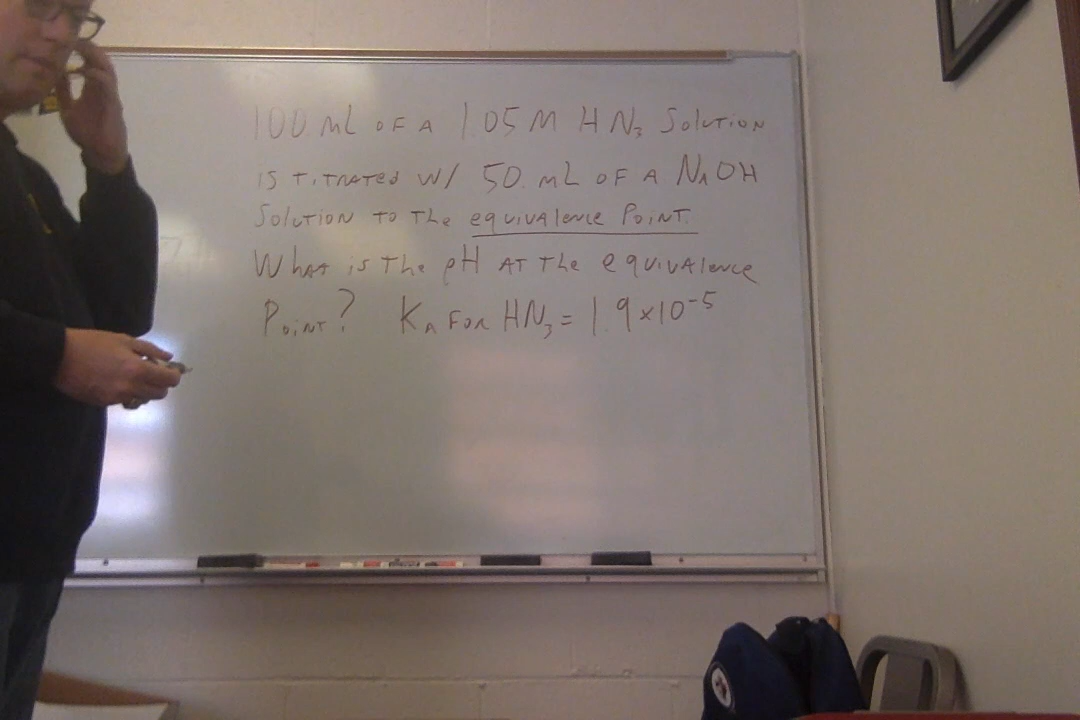 100 mL OF A 1.05 M HN₃ Solution
is Titrated w/ 50. mL OF A NaOH
Solution to the equivalence Point.
What is the pH at the equivalence
Point? Ka for HN₃ = 1.9×10⁻⁵